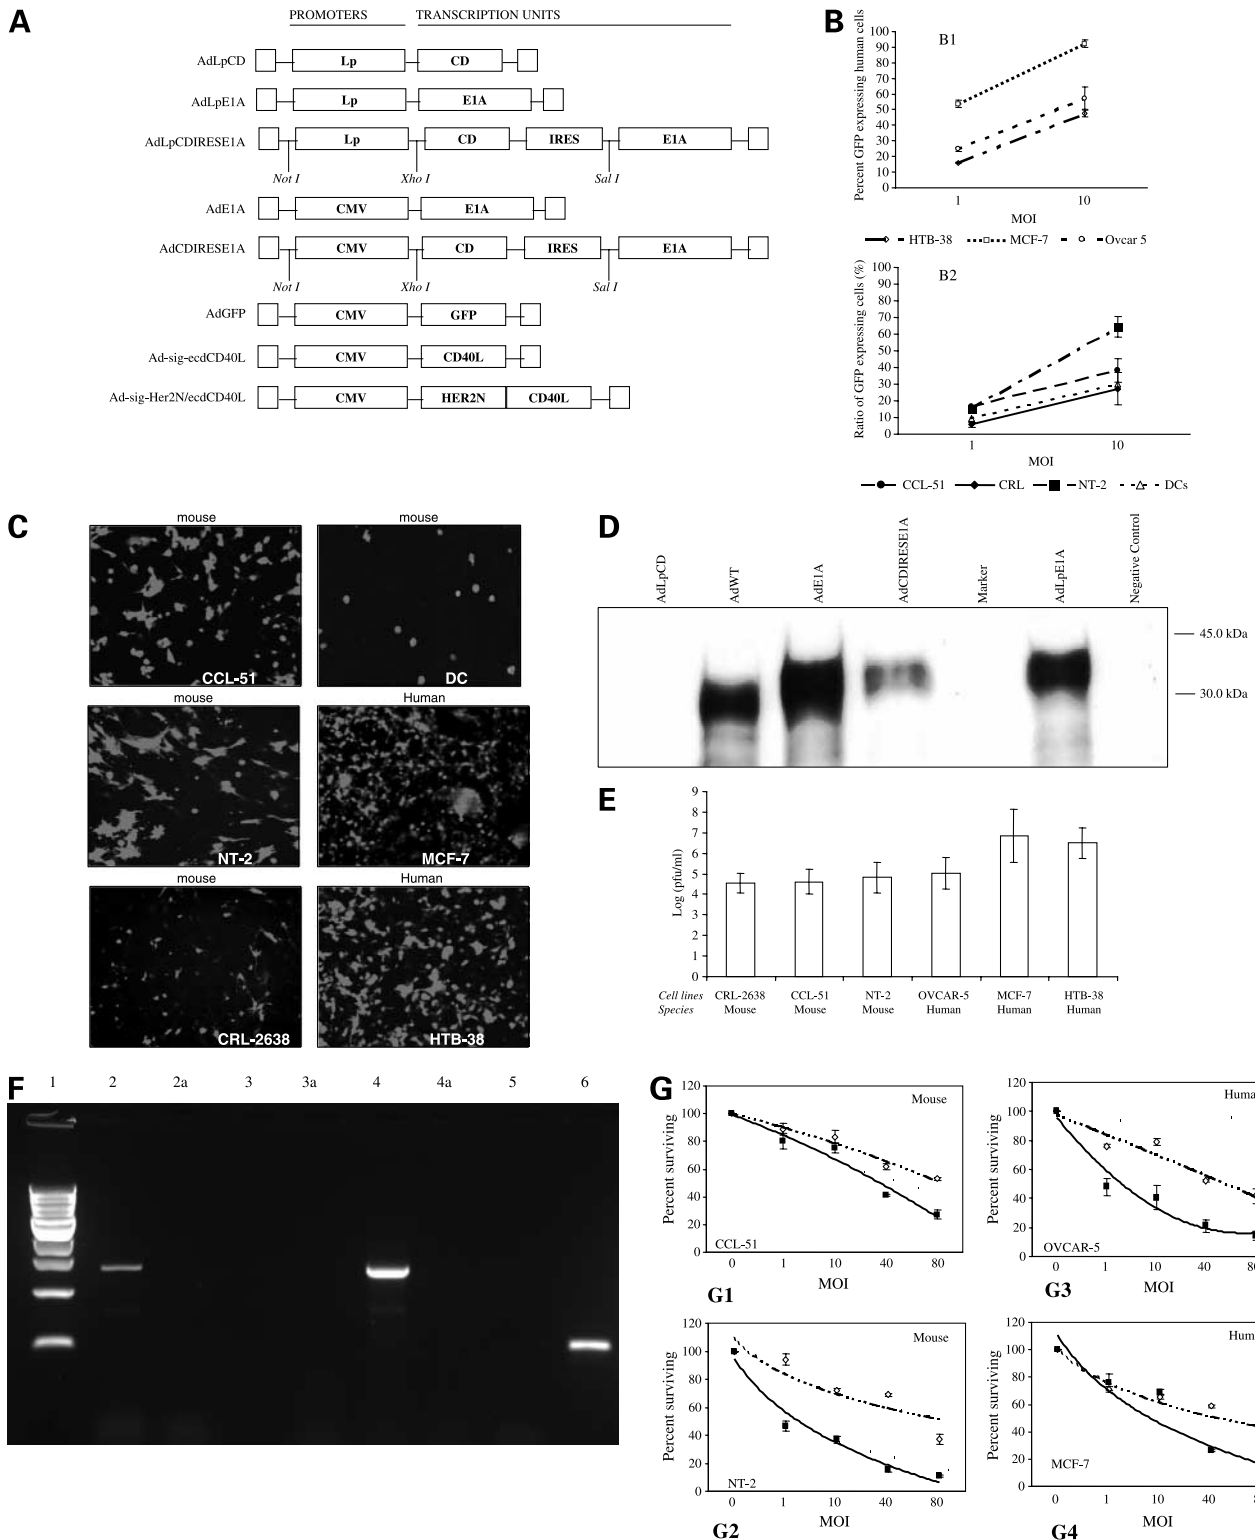 A
PROMOTERS
TRANSCRIPTION UNITS
AdLpCD
Lp
CD
AdLpE1A
Lp
E1A
AdLpCDIRESE1A
Lp
CD
IRES
E1A
Not I
Xho I
Sal I
AdE1A
CMV
E1A
AdCDIRESE1A
CMV
CD
IRES
E1A
Not I
Xho I
Sal I
AdGFP
CMV
GFP
Ad-sig-ecdCD40L
CMV
CD40L
Ad-sig-Her2N/ecdCD40L
CMV
HER2N
CD40L
B
B1
Percent GFP expressing human cells
100
90
80
70
60
50
40
30
20
10
0
1
10
MOI
HTB-38
MCF-7
Ovcar 5
B2
Ratio of GFP expressing cells (%)
100
90
80
70
60
50
40
30
20
10
0
1
10
MOI
CCL-51
CRL
NT-2
DCs
C
mouse
CCL-51
mouse
DC
mouse
NT-2
Human
MCF-7
mouse
CRL-2638
Human
HTB-38
D
AdLpCD
AdWT
AdE1A
AdCDIRESE1A
Marker
AdLpE1A
Negative Control
45.0 kDa
30.0 kDa
E
Log (pfu/ml)
9
8
7
6
5
4
3
2
1
0
Cell lines
Species
CRL-2638
Mouse
CCL-51
Mouse
NT-2
Mouse
OVCAR-5
Human
MCF-7
Human
HTB-38
Human
F
1 2 2a 3 3a 4 4a 5 6
G
Percent surviving
120
100
80
60
40
20
0
Mouse
CCL-51
0 1 10 40 80
MOI
G1
Percent surviving
120
100
80
60
40
20
0
Huma
OVCAR-5
0 1 10 40 80
MOI
G3
Percent surviving
120
100
80
60
40
20
0
Mouse
NT-2
0 1 10 40 80
MOI
G2
Percent surviving
120
100
80
60
40
20
0
Huma
MCF-7
0 1 10 40 8
MOI
G4